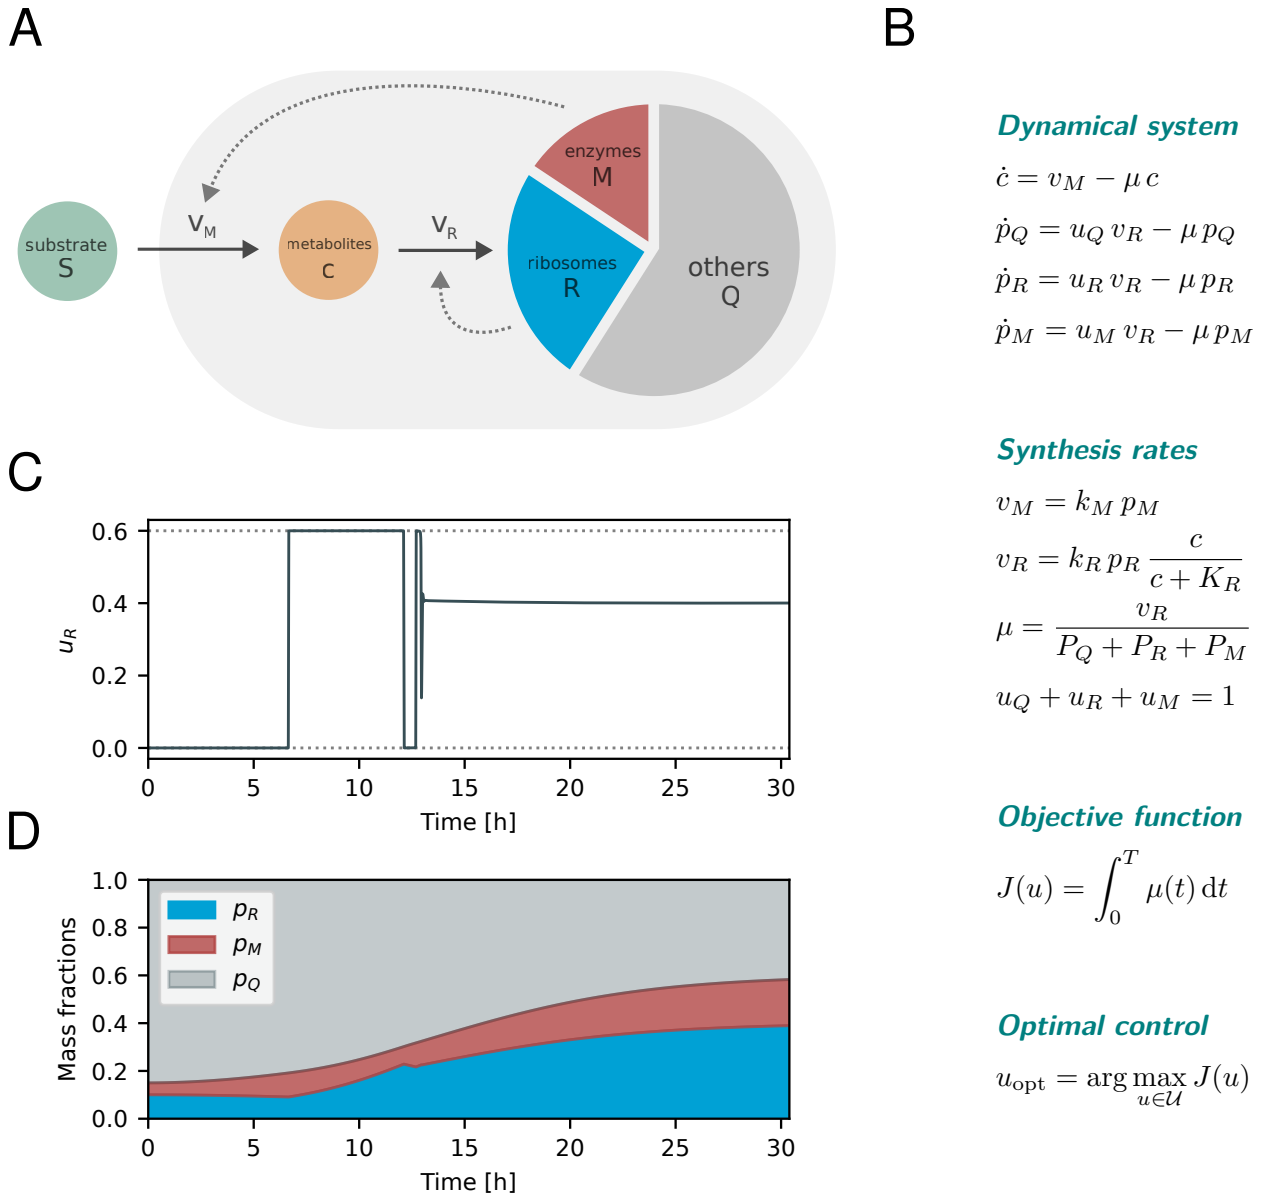 A
substrate
S
v_M
metabolites
c
v_R
enzymes
M
ribosomes
R
others
Q
B
Dynamical system
ċ = v_M − μ c
ṗ_Q = u_Q v_R − μ p_Q
ṗ_R = u_R v_R − μ p_R
ṗ_M = u_M v_R − μ p_M
Synthesis rates
v_M = k_M p_M
v_R = k_R p_R c / (c + K_R)
μ = v_R / (P_Q + P_R + P_M)
u_Q + u_R + u_M = 1
Objective function
J(u) = ∫_0^T μ(t) dt
Optimal control
u_opt = arg max_{u∈𝒰} J(u)
C
u_R
0.6
0.4
0.2
0.0
0 5 10 15 20 25 30
Time [h]
D
Mass fractions
1.0
0.8
0.6
0.4
0.2
0.0
p_R
p_M
p_Q
0 5 10 15 20 25 30
Time [h]